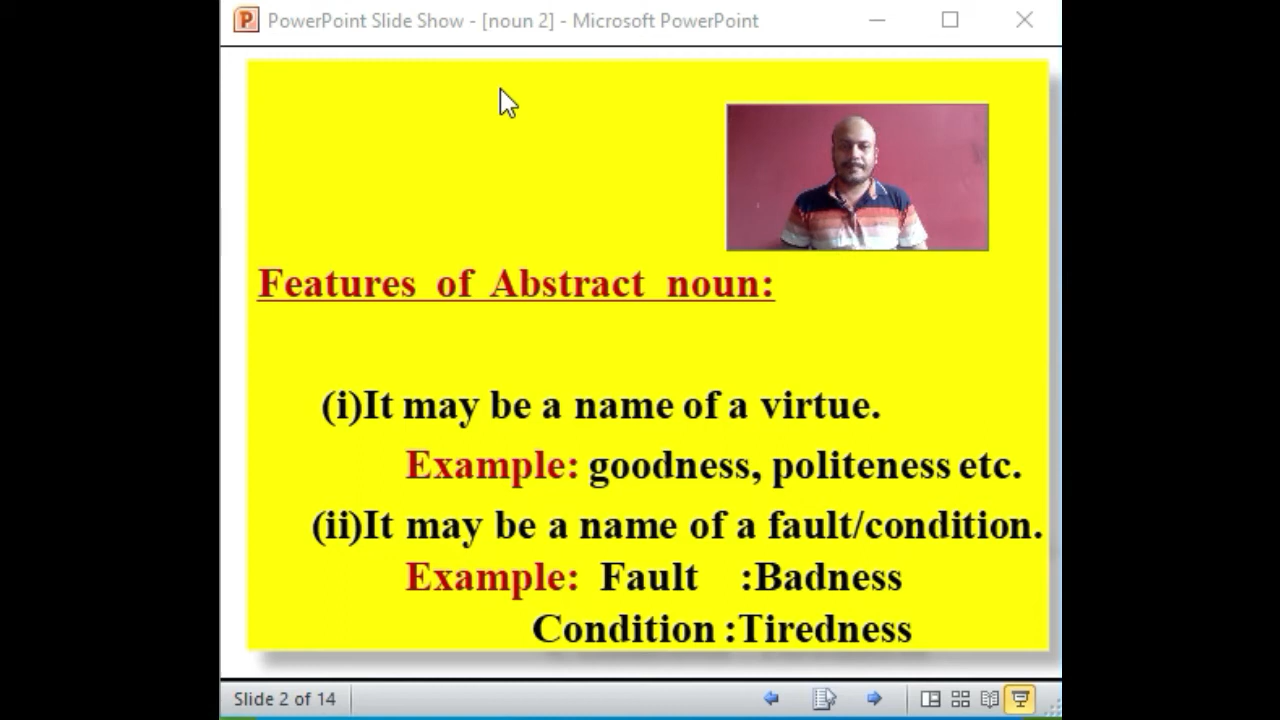 PowerPoint Slide Show - [noun 2] - Microsoft PowerPoint
Features of Abstract noun:
(i)It may be a name of a virtue.
Example: goodness, politeness etc.
(ii)It may be a name of a fault/condition.
Example: Fault :Badness
Condition :Tiredness
Slide 2 of 14